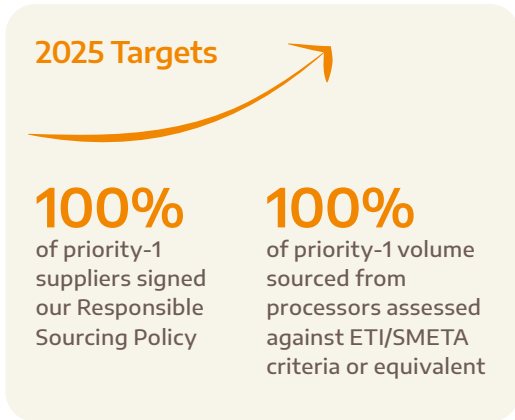 2025 Targets
100%
of priority-1
suppliers signed
our Responsible
Sourcing Policy
100%
of priority-1 volume
sourced from
processors assessed
against ETI/SMETA
criteria or equivalent